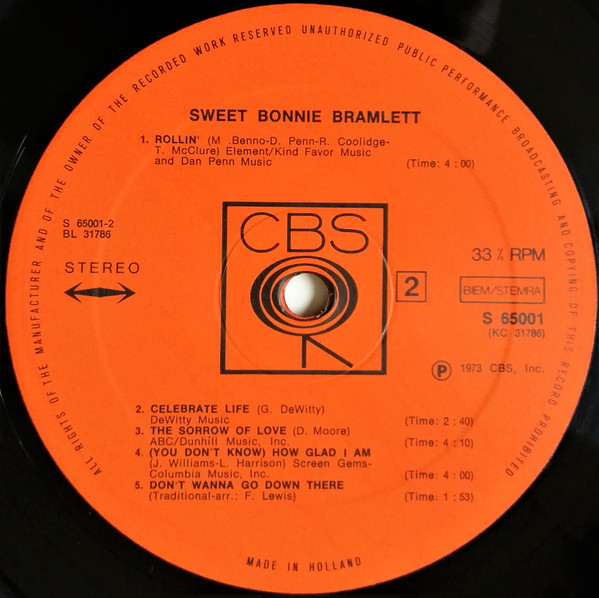 ALL RIGHTS OF THE MANUFACTURER AND OF THE OWNER OF THE RECORDED WORK RESERVED UNAUTHORIZED PUBLIC PERFORMANCE BROADCASTING AND COPYING OF THIS RECORD PROHIBITED
SWEET BONNIE BRAMLETT
1. ROLLIN' (M .Benno-D. Penn-R. Coolidge-
T. McClure) Element/Kind Favor Music
and Dan Penn Music (Time: 4 : 00)
S 65001-2
BL 31786
STEREO
CBS
33⅓ RPM
2
BIEM/STEMRA
S 65001
(KC 31786)
℗ 1973 CBS, Inc.
2. CELEBRATE LIFE (G. DeWitty)
DeWitty Music (Time: 2 : 40)
3. THE SORROW OF LOVE (D. Moore)
ABC/Dunhill Music, Inc. (Time: 4 : 10)
4. (YOU DON'T KNOW) HOW GLAD I AM
(J. Williams-L. Harrison) Screen Gems-
Columbia Music, Inc. (Time: 4 : 00)
5. DON'T WANNA GO DOWN THERE
(Traditional-arr.: F. Lewis) (Time: 1 : 53)
MADE IN HOLLAND